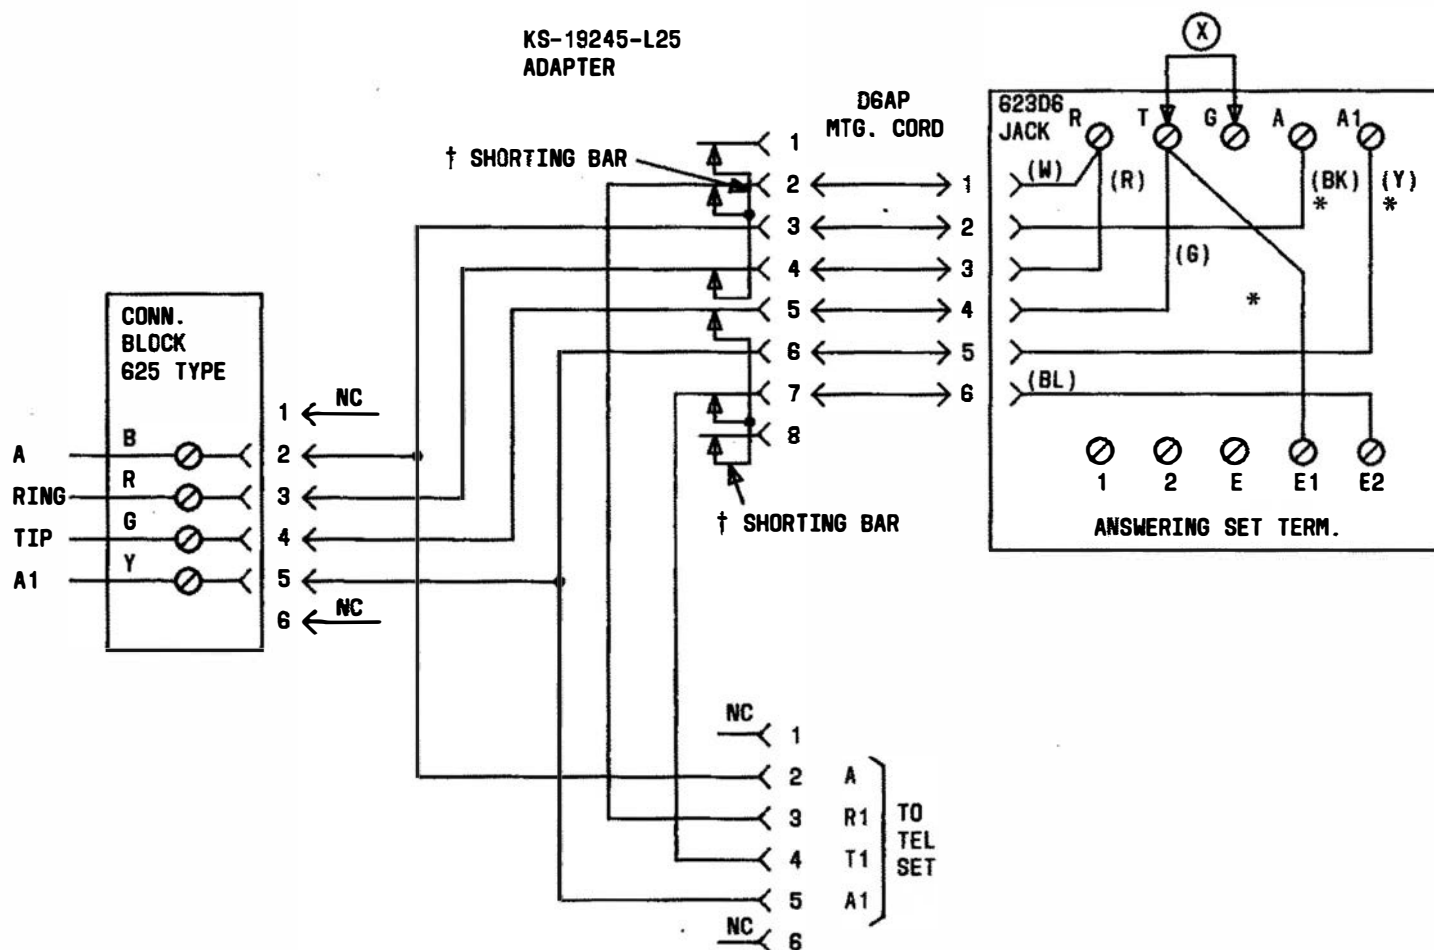 KS-19245-L25
ADAPTER
X
D6AP
MTG. CORD
623D6
JACK
R
T
G
A
A1
† SHORTING BAR
1
2
3
4
5
6
7
8
1
2
3
4
5
6
(W)
(R)
(G)
(BK)
*
(Y)
*
*
(BL)
1
2
E
E1
E2
ANSWERING SET TERM.
† SHORTING BAR
CONN.
BLOCK
625 TYPE
1 NC
A B 2
RING R 3
TIP G 4
A1 Y 5
6 NC
NC 1
2 A
3 R1
4 T1
5 A1
NC 6
TO
TEL
SET